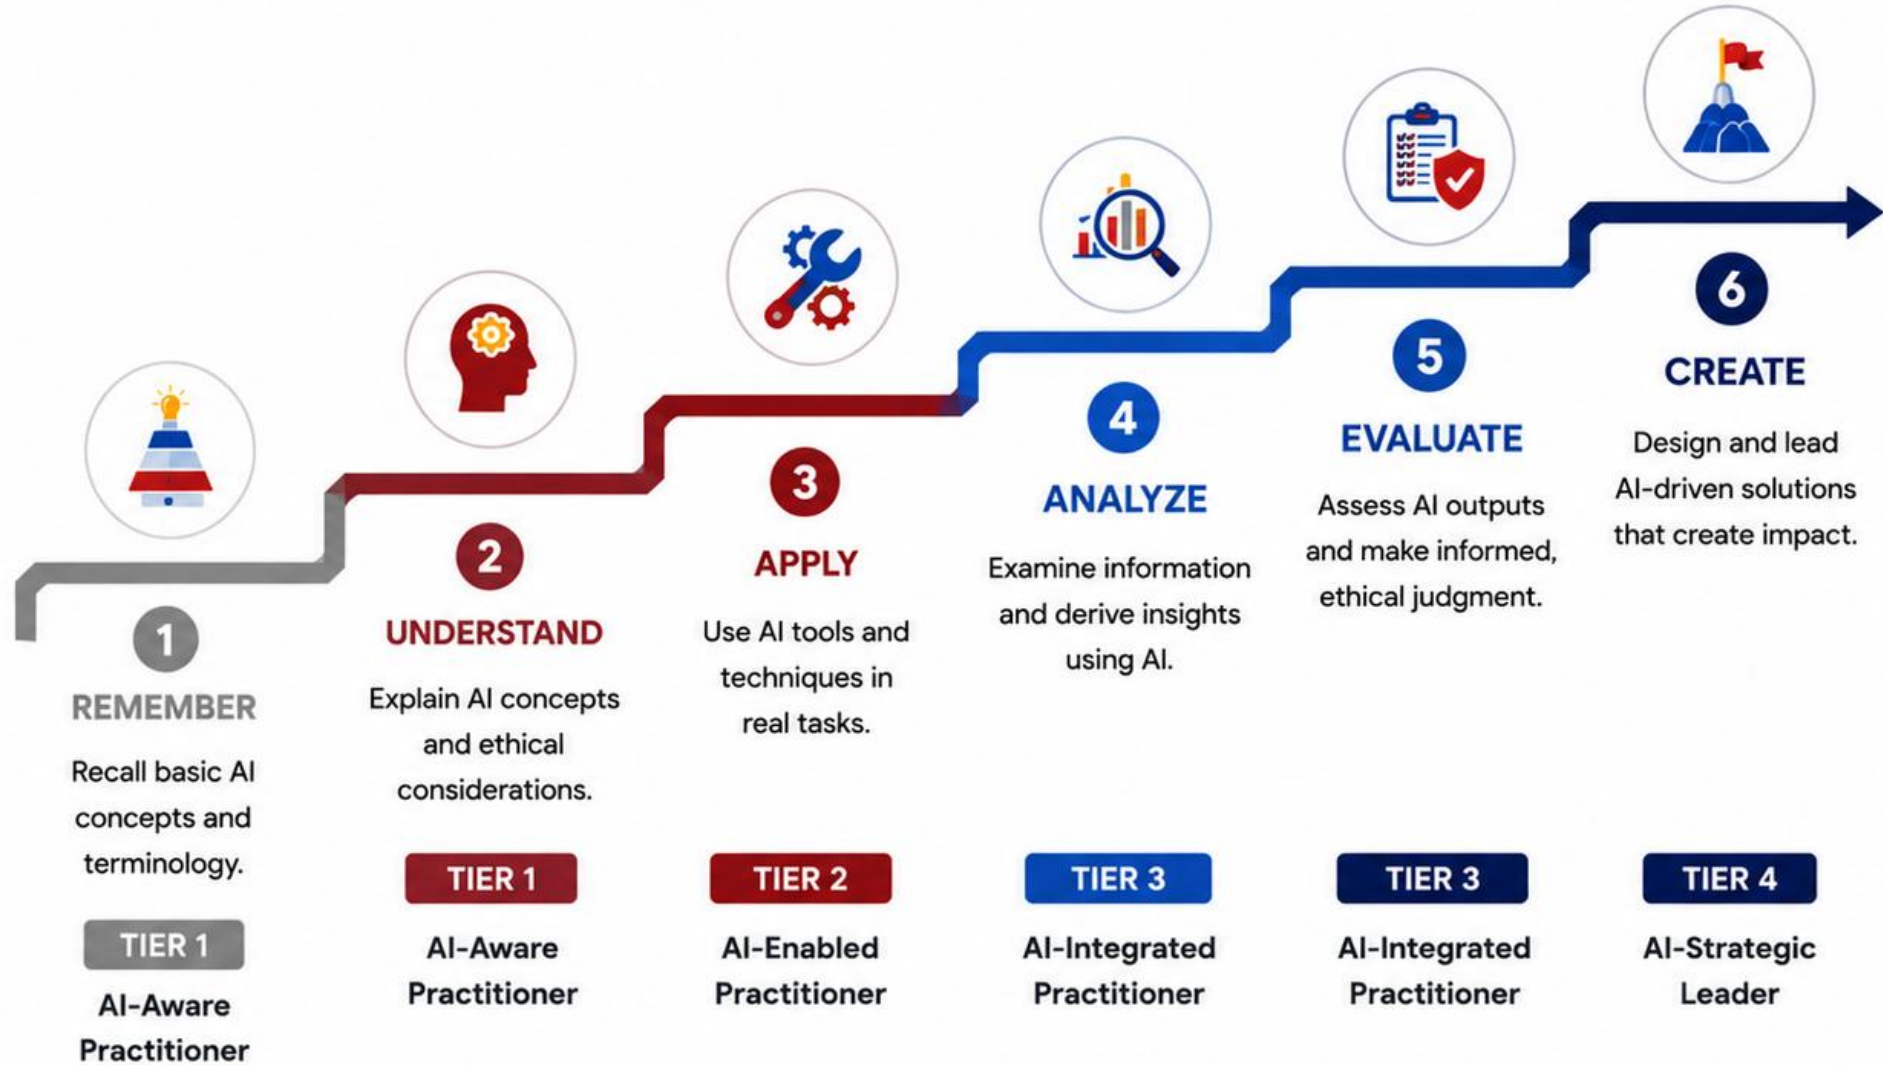 1
REMEMBER
Recall basic AI
concepts and
terminology.
TIER 1
AI-Aware
Practitioner
2
UNDERSTAND
Explain AI concepts
and ethical
considerations.
TIER 1
AI-Aware
Practitioner
3
APPLY
Use AI tools and
techniques in
real tasks.
TIER 2
AI-Enabled
Practitioner
4
ANALYZE
Examine information
and derive insights
using AI.
TIER 3
AI-Integrated
Practitioner
5
EVALUATE
Assess AI outputs
and make informed,
ethical judgment.
TIER 3
AI-Integrated
Practitioner
6
CREATE
Design and lead
AI-driven solutions
that create impact.
TIER 4
AI-Strategic
Leader